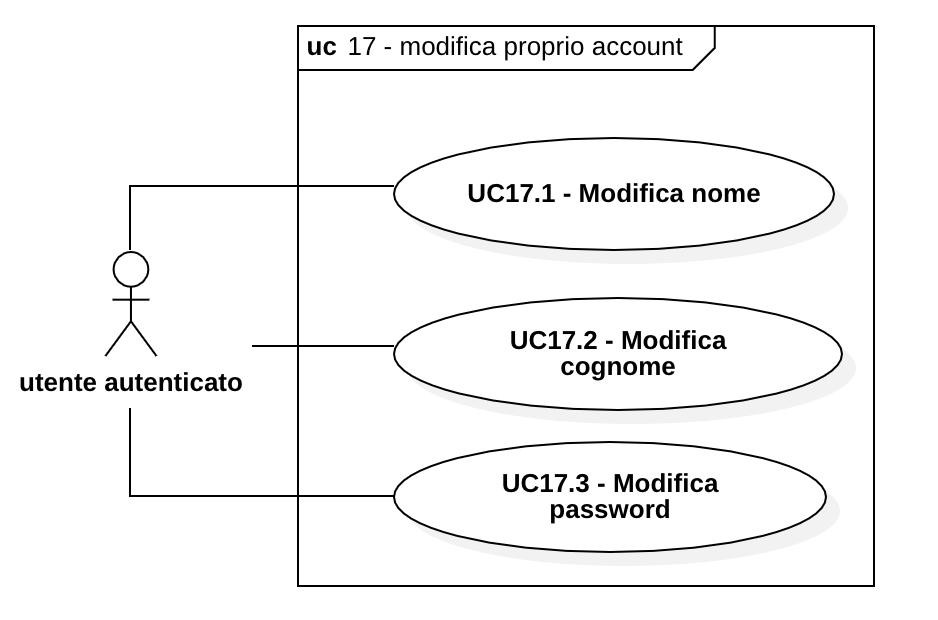 uc 17 - modifica proprio account
UC17.1 - Modifica nome
UC17.2 - Modifica
cognome
utente autenticato
UC17.3 - Modifica
password